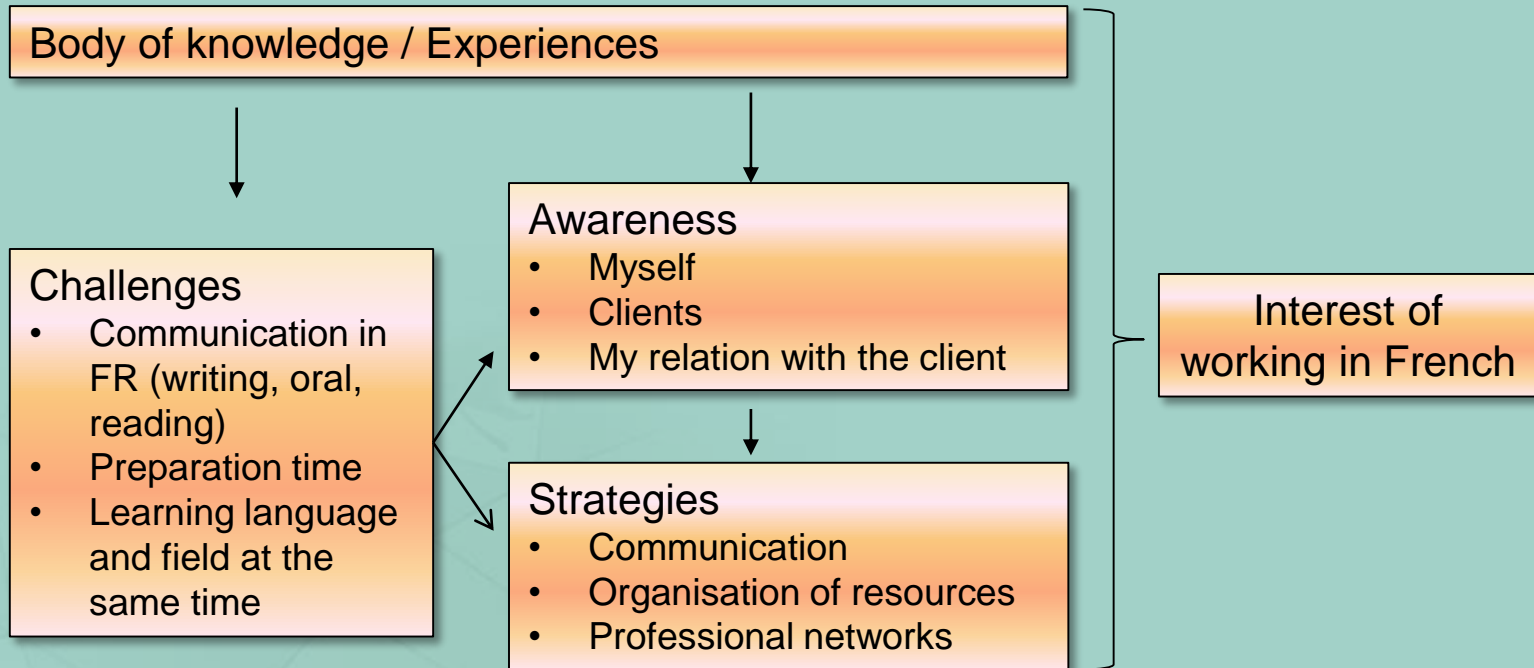 Body of knowledge / Experiences
Challenges
• Communication in
FR (writing, oral,
reading)
• Preparation time
• Learning language
and field at the
same time
Awareness
• Myself
• Clients
• My relation with the client
Strategies
• Communication
• Organisation of resources
• Professional networks
Interest of
working in French